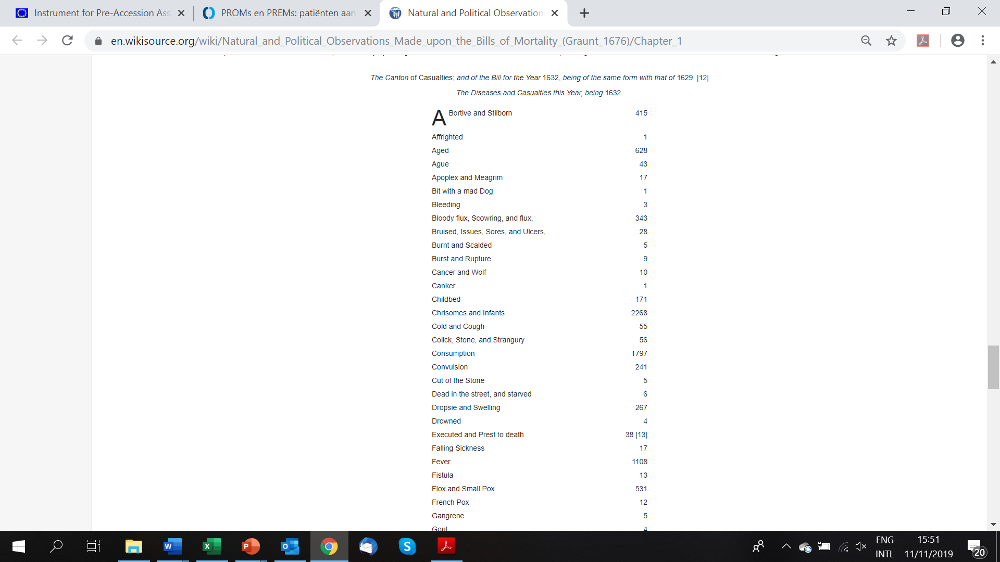 Instrument for Pre-Accession Ass
PROMs en PREMs: patiënten aan
Natural and Political Observation
en.wikisource.org/wiki/Natural_and_Political_Observations_Made_upon_the_Bills_of_Mortality_(Graunt_1676)/Chapter_1
The Canton of Casualties; and of the Bill for the Year 1632, being of the same form with that of 1629. |12|
The Diseases and Casualties this Year, being 1632.
ABortive and Stilborn 415
Affrighted 1
Aged 628
Ague 43
Apoplex and Meagrim 17
Bit with a mad Dog 1
Bleeding 3
Bloody flux, Scowring, and flux, 343
Bruised, Issues, Sores, and Ulcers, 28
Burnt and Scalded 5
Burst and Rupture 9
Cancer and Wolf 10
Canker 1
Childbed 171
Chrisomes and Infants 2268
Cold and Cough 55
Colick, Stone, and Strangury 56
Consumption 1797
Convulsion 241
Cut of the Stone 5
Dead in the street, and starved 6
Dropsie and Swelling 267
Drowned 4
Executed and Prest to death 38 |13|
Falling Sickness 17
Fever 1108
Fistula 13
Flox and Small Pox 531
French Pox 12
Gangrene 5
Gout 4
ENG 15:51
INTL 11/11/2019 20